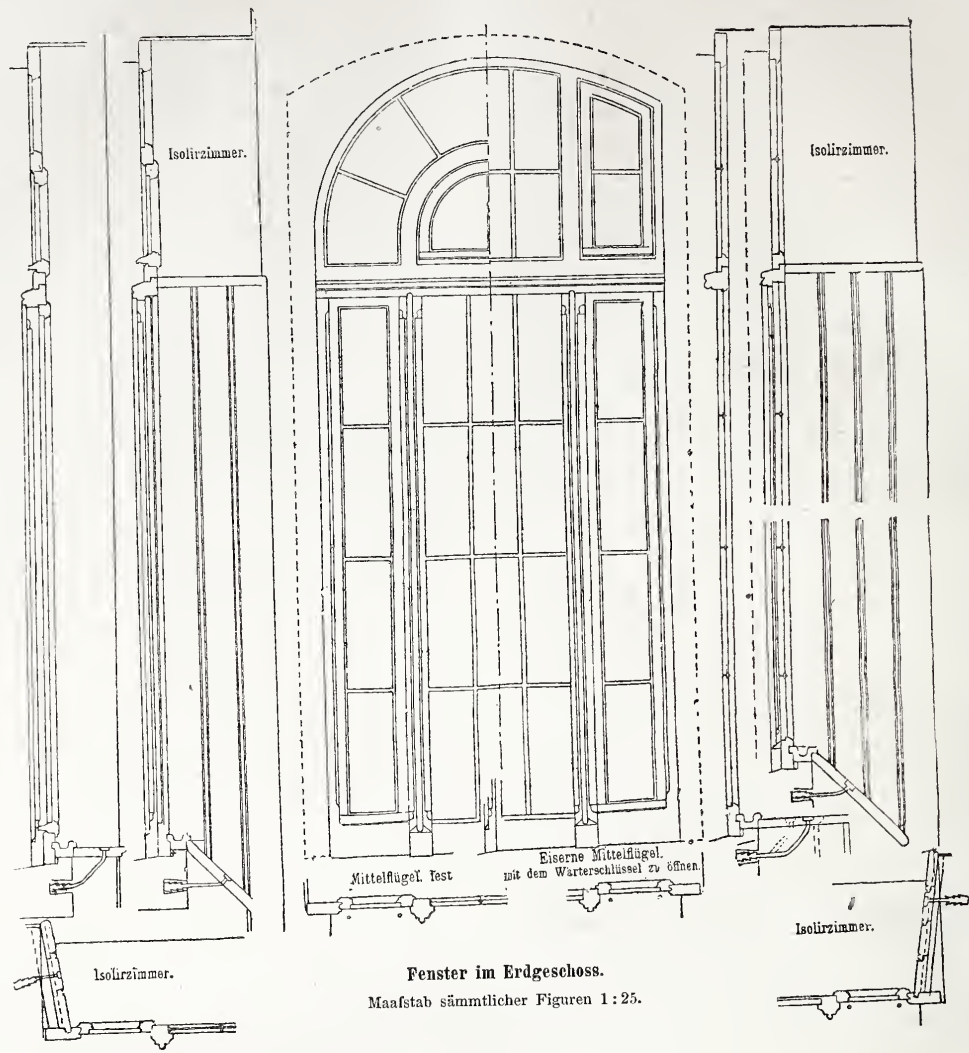 Isolirzimmer.
Isolirzimmer.
Mittelflügel. fest
Eiserne Mittelflügel.
mit dem Wärterschlüssel zu öffnen.
Isolirzimmer.
Isolirzimmer.
Fenster im Erdgeschoss.
Maafstab sämmtlicher Figuren 1:25.